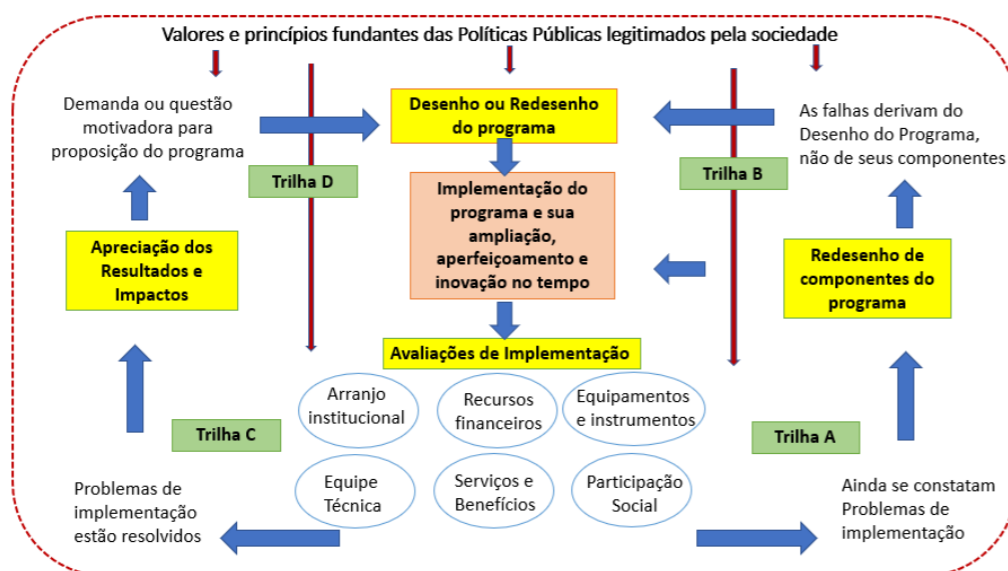 Valores e princípios fundantes das Políticas Públicas legitimados pela sociedade
Demanda ou questão
motivadora para
proposição do programa
Desenho ou Redesenho
do programa
As falhas derivam do
Desenho do Programa,
não de seus componentes
Trilha D
Trilha B
Implementação do
programa e sua
ampliação,
aperfeiçoamento e
inovação no tempo
Apreciação dos
Resultados e
Impactos
Redesenho de
componentes do
programa
Avaliações de Implementação
Arranjo
institucional
Recursos
financeiros
Equipamentos
e instrumentos
Trilha C
Trilha A
Equipe
Técnica
Serviços e
Benefícios
Participação
Social
Problemas de
implementação
estão resolvidos
Ainda se constatam
Problemas de
implementação